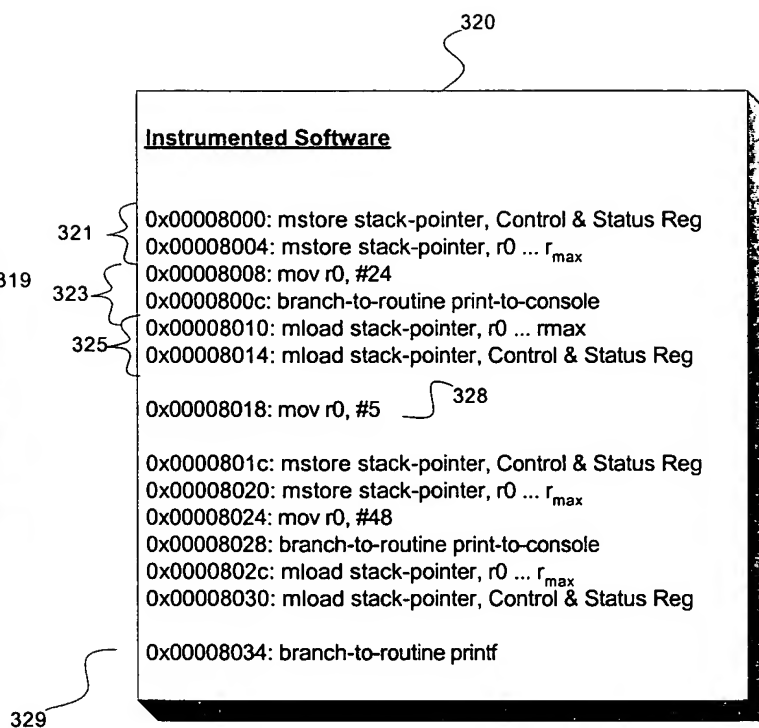 320
Instrumented Software
321
0x00008000: mstore stack-pointer, Control & Status Reg
0x00008004: mstore stack-pointer, r0 ... rmax
319
323
0x00008008: mov r0, #24
0x0000800c: branch-to-routine print-to-console
325
0x00008010: mload stack-pointer, r0 ... rmax
0x00008014: mload stack-pointer, Control & Status Reg
0x00008018: mov r0, #5
328
0x0000801c: mstore stack-pointer, Control & Status Reg
0x00008020: mstore stack-pointer, r0 ... rmax
0x00008024: mov r0, #48
0x00008028: branch-to-routine print-to-console
0x0000802c: mload stack-pointer, r0 ... rmax
0x00008030: mload stack-pointer, Control & Status Reg
0x00008034: branch-to-routine printf
329